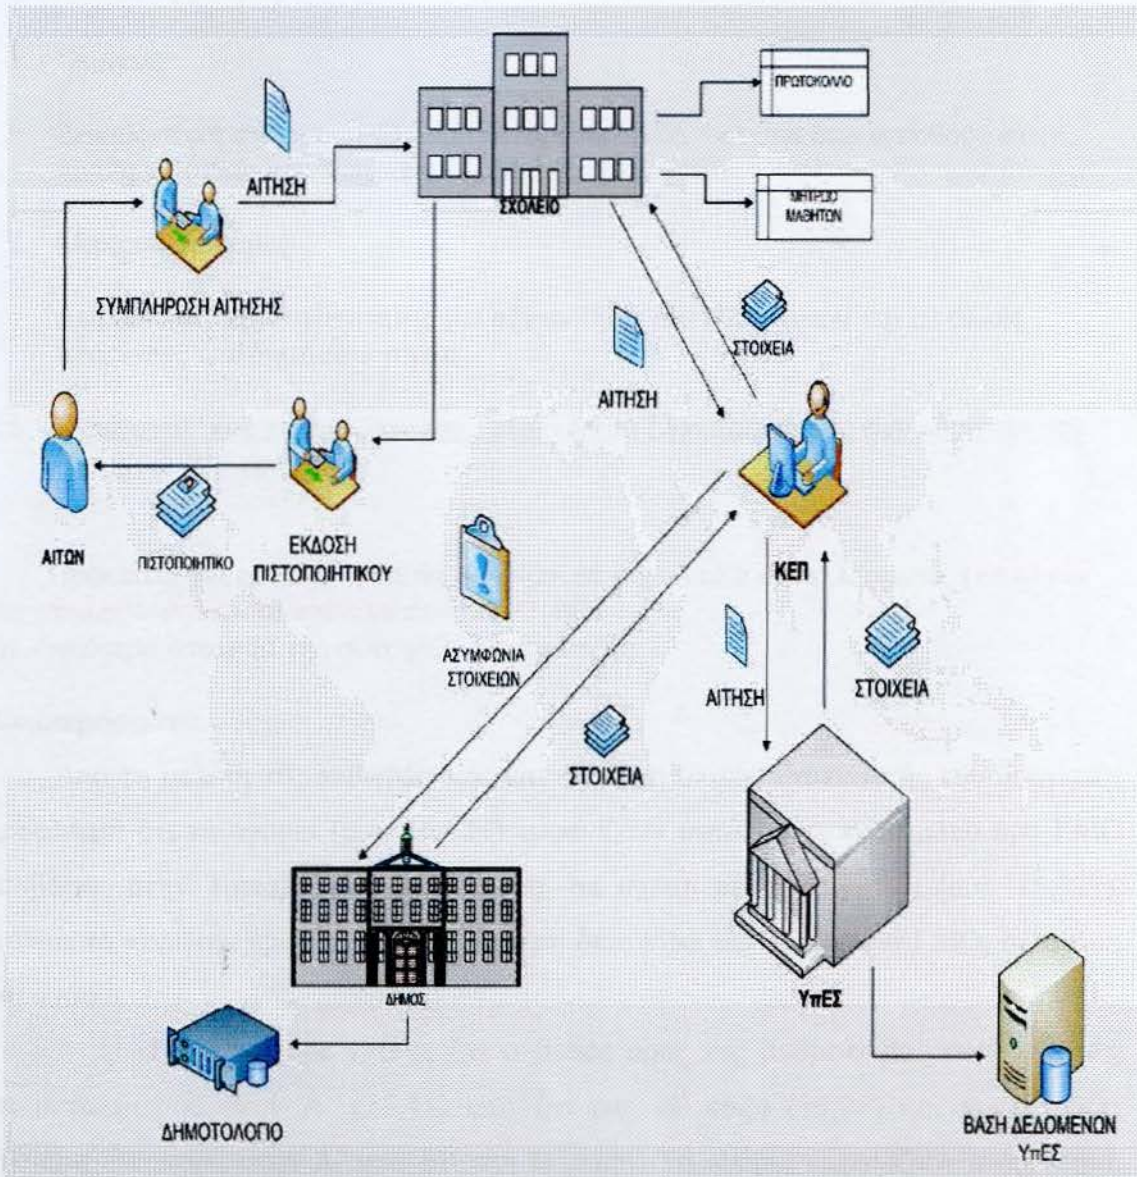 ΠΡΩΤΟΚΟΛΛΟ
ΑΙΤΗΣΗ
ΣΧΟΛΕΙΟ
ΜΗΤΡΩΟ
ΜΑΘΗΤΩΝ
ΣΥΜΠΛΗΡΩΣΗ ΑΙΤΗΣΗΣ
ΣΤΟΙΧΕΙΑ
ΑΙΤΗΣΗ
ΑΙΤΩΝ
ΠΙΣΤΟΠΟΙΗΤΙΚΟ
ΕΚΔΟΣΗ
ΠΙΣΤΟΠΟΙΗΤΙΚΟΥ
ΚΕΠ
ΑΣΥΜΦΩΝΙΑ
ΣΤΟΙΧΕΙΩΝ
ΑΙΤΗΣΗ
ΣΤΟΙΧΕΙΑ
ΣΤΟΙΧΕΙΑ
ΔΗΜΟΣ
ΥπΕΣ
ΔΗΜΟΤΟΛΟΓΙΟ
ΒΑΣΗ ΔΕΔΟΜΕΝΩΝ
ΥπΕΣ